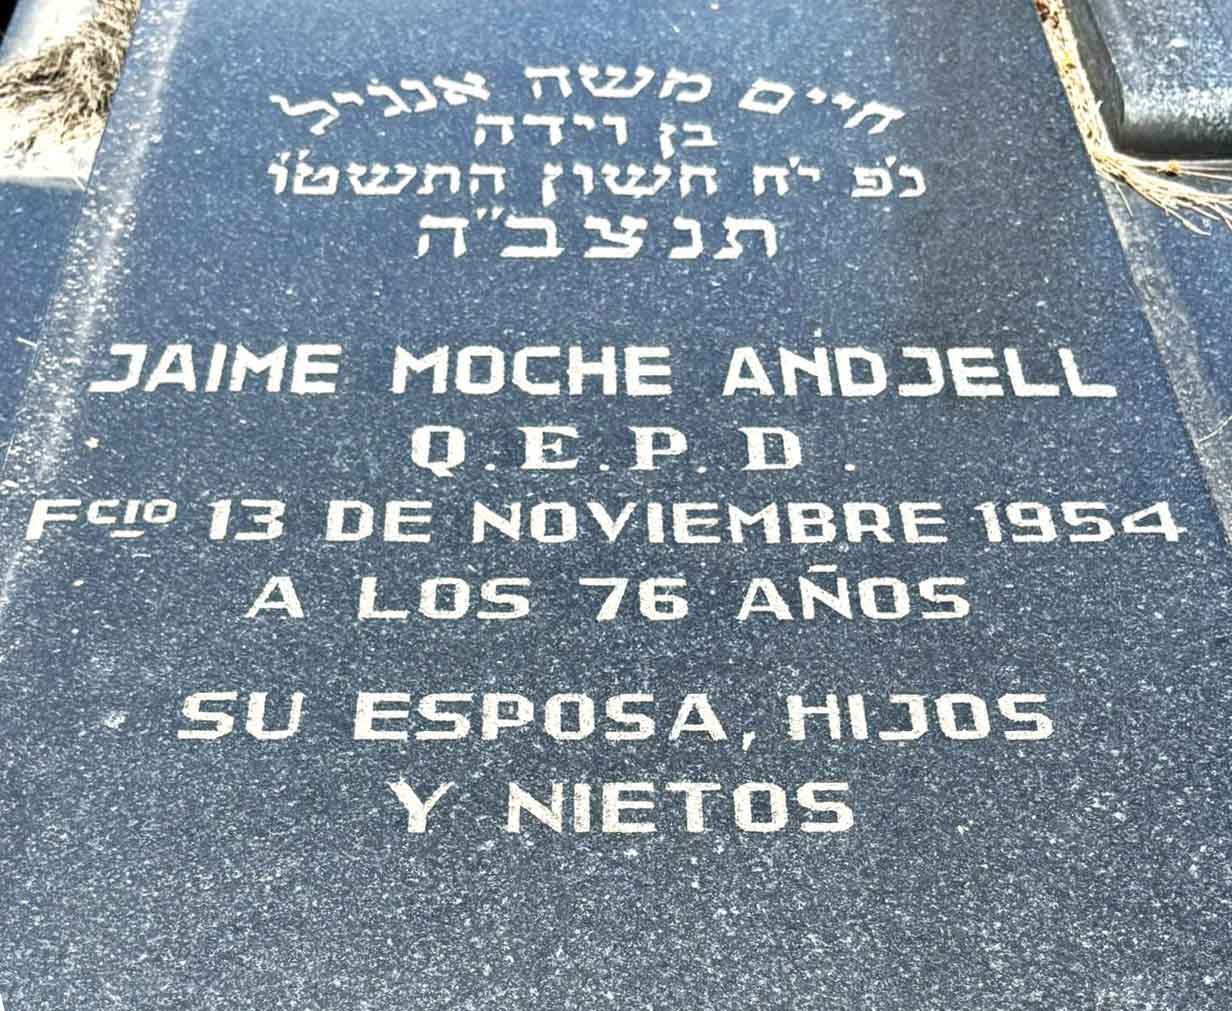 חיים משה אנג׳יל
בן וידה
נ׳פ י׳ח חשון התשט״ו
תנצב״ה
JAIME MOCHE ANDJELL
Q.E.P.D.
Fcio 13 DE NOVIEMBRE 1954
A LOS 76 AÑOS
SU ESPOSA, HIJOS
Y NIETOS